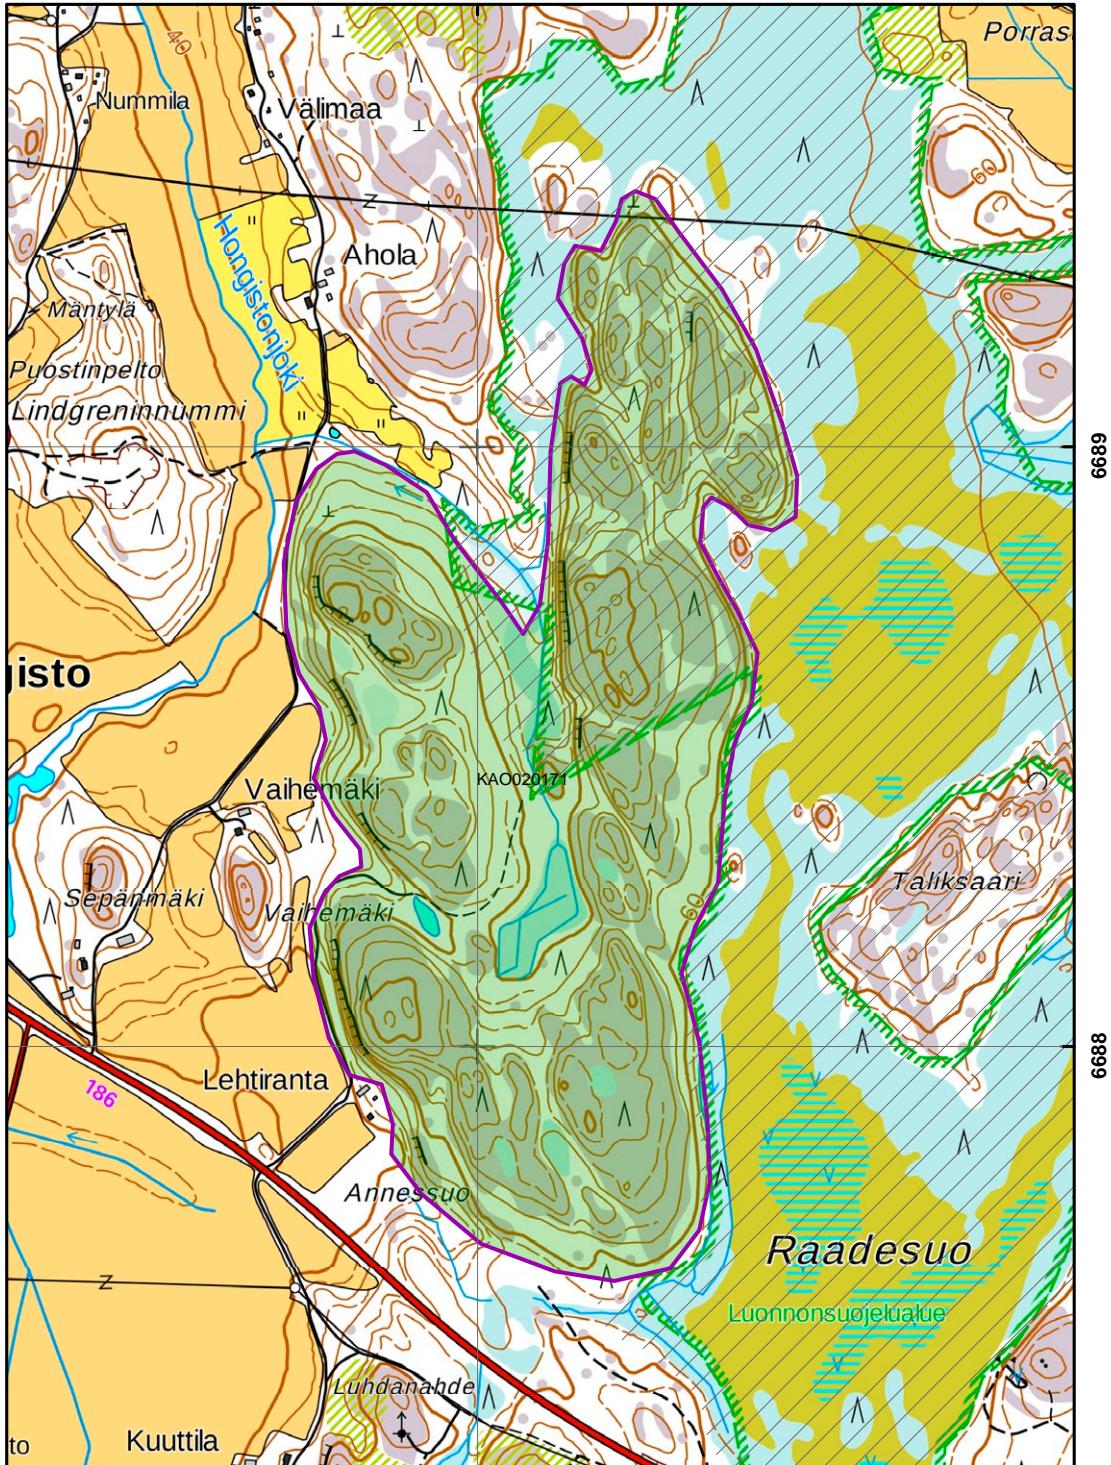 Porras
40
Nummila
Välimaa
60
Hongistonjoki
Ahola
Mäntylä
Puostinpelto
Lindgreninnummi
6689
gisto
KAO020171
Vaihemäki
Taliksaari
Sepänmäki
Vaihemäki
60
6688
Lehtiranta
186
Annessuo
Raadesuo
Luonnonsuojelualue
Luhdanahde
to
Kuuttila